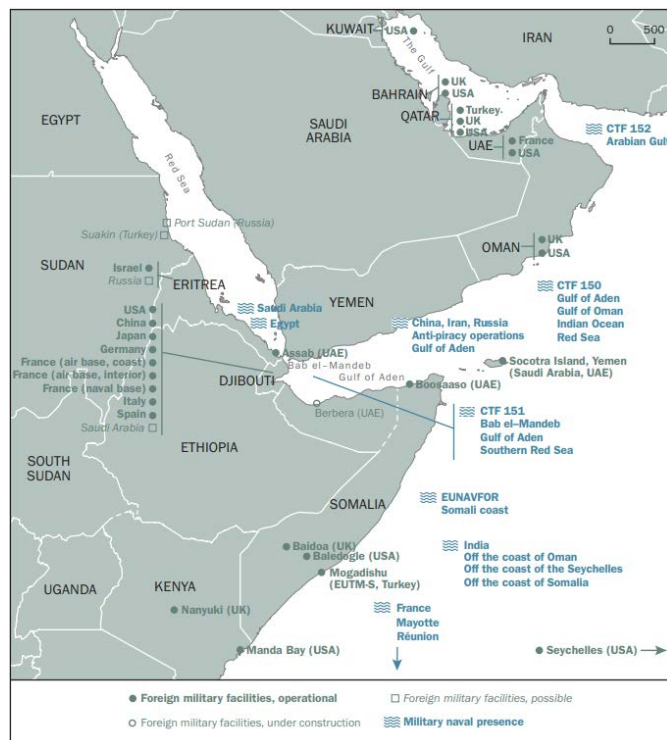 KUWAIT
USA
The Gulf
IRAN
0 500
EGYPT
SAUDI
ARABIA
BAHRAIN
UK
USA
QATAR
Turkey
UK
USA
UAE
France
USA
CTF 152
Arabian Gulf
Red Sea
Port Sudan (Russia)
Suakin (Turkey)
SUDAN
Israel
Russia
ERITREA
OMAN
UK
USA
YEMEN
Saudi Arabia
Egypt
China, Iran, Russia
Anti-piracy operations
Gulf of Aden
CTF 150
Gulf of Aden
Gulf of Oman
Indian Ocean
Red Sea
USA
China
Japan
Germany
France (air base, coast)
France (air base, interior)
France (naval base)
Italy
Spain
Saudi Arabia
Assab (UAE)
Bab el–Mandeb
Gulf of Aden
DJIBOUTI
Socotra Island, Yemen
(Saudi Arabia, UAE)
Boosaaso (UAE)
Berbera (UAE)
CTF 151
Bab el–Mandeb
Gulf of Aden
Southern Red Sea
ETHIOPIA
SOUTH
SUDAN
SOMALIA
EUNAVFOR
Somali coast
Baidoa (UK)
Baledogle (USA)
Mogadishu
(EUTM-S, Turkey)
India
Off the coast of Oman
Off the coast of the Seychelles
Off the coast of Somalia
UGANDA
KENYA
Nanyuki (UK)
France
Mayotte
Réunion
Manda Bay (USA)
Seychelles (USA)
Foreign military facilities, operational
Foreign military facilities, possible
Foreign military facilities, under construction
Military naval presence